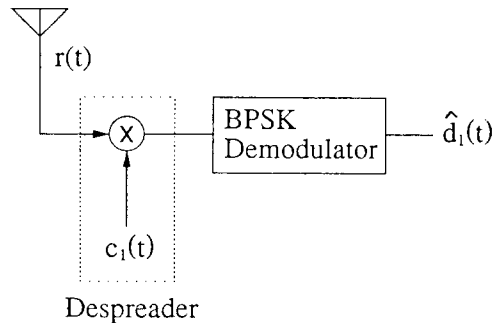 r(t)
X
BPSK
Demodulator
d̂₁(t)
c₁(t)
Despreader